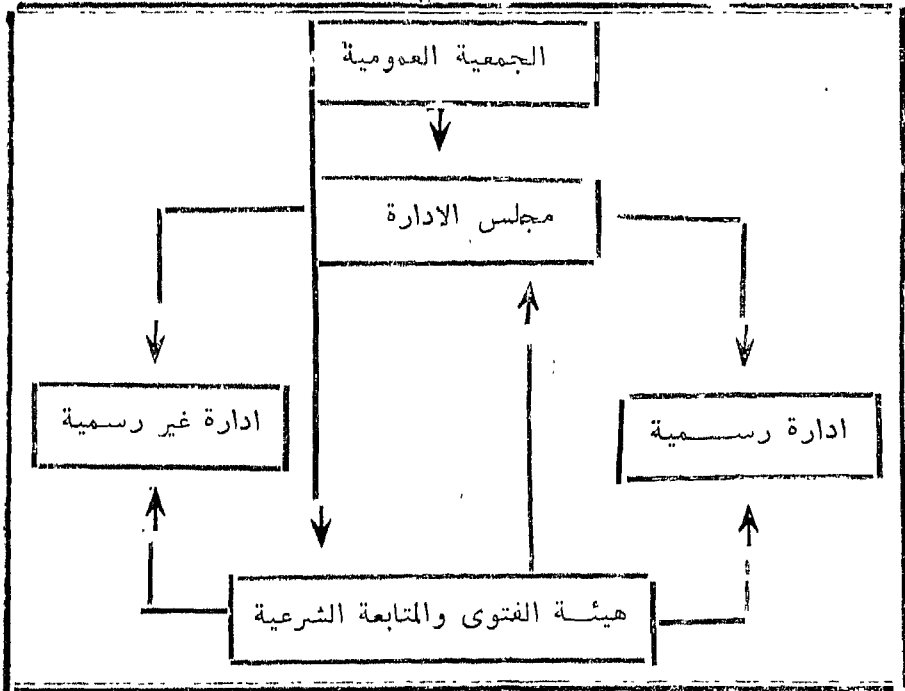 الجمعية العمومية
مجلس الادارة
ادارة رسمية
ادارة غير رسمية
هيئة الفتوى والمتابعة الشرعية